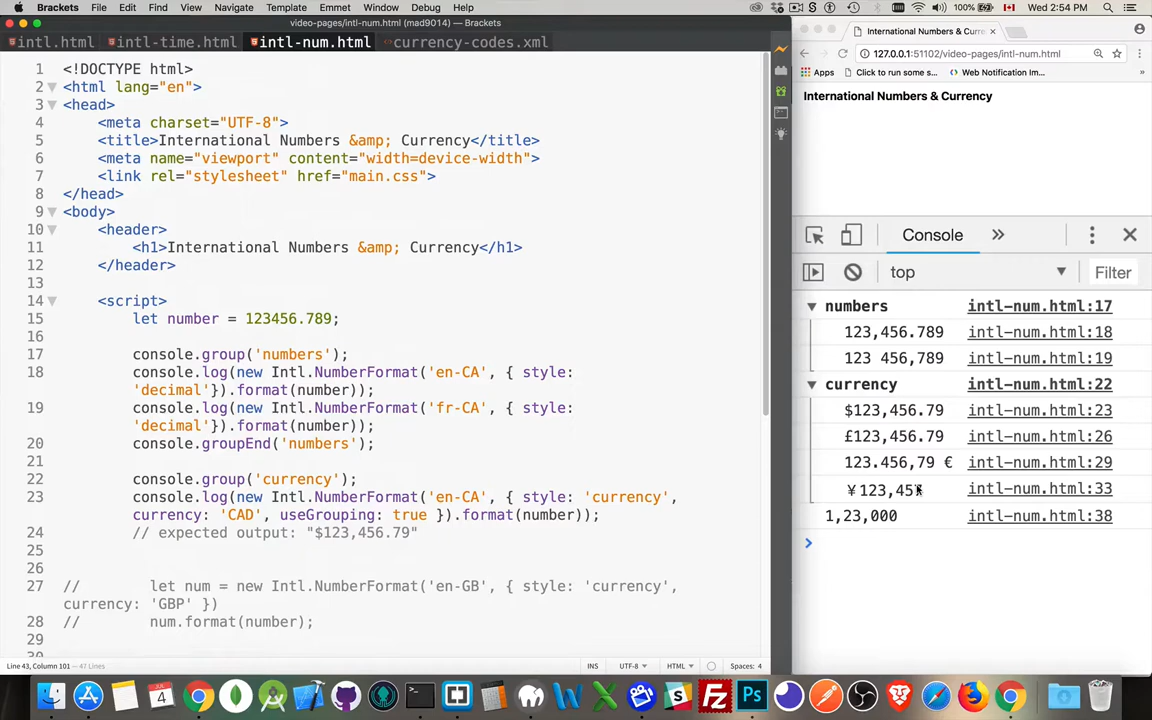 Brackets File Edit Find View Navigate Template Emmet Window Debug Help 100% Wed 2:54 PM
video-pages/intl-num.html (mad9014) — Brackets
intl.html intl-time.html intl-num.html currency-codes.xml
1 <!DOCTYPE html>
2 <html lang="en">
3 <head>
4 <meta charset="UTF-8">
5 <title>International Numbers &amp; Currency</title>
6 <meta name="viewport" content="width=device-width">
7 <link rel="stylesheet" href="main.css">
8 </head>
9 <body>
10 <header>
11 <h1>International Numbers &amp; Currency</h1>
12 </header>
13
14 <script>
15 let number = 123456.789;
16
17 console.group('numbers');
18 console.log(new Intl.NumberFormat('en-CA', { style:
'decimal'}).format(number));
19 console.log(new Intl.NumberFormat('fr-CA', { style:
'decimal'}).format(number));
20 console.groupEnd('numbers');
21
22 console.group('currency');
23 console.log(new Intl.NumberFormat('en-CA', { style: 'currency',
currency: 'CAD', useGrouping: true }).format(number));
24 // expected output: "$123,456.79"
25
26
27 // let num = new Intl.NumberFormat('en-GB', { style: 'currency',
currency: 'GBP' })
28 // num.format(number);
29
Line 43, Column 101 — 47 Lines
INS UTF-8 HTML Spaces: 4
International Numbers & Curre
127.0.0.1:51102/video-pages/intl-num.html
Apps Click to run some s... Web Notification Im... »
International Numbers & Currency
Console »
top Filter
numbers intl-num.html:17
123,456.789 intl-num.html:18
123 456,789 intl-num.html:19
currency intl-num.html:22
$123,456.79 intl-num.html:23
£123,456.79 intl-num.html:26
123.456,79 € intl-num.html:29
¥123,45 intl-num.html:33
1,23,000 intl-num.html:38